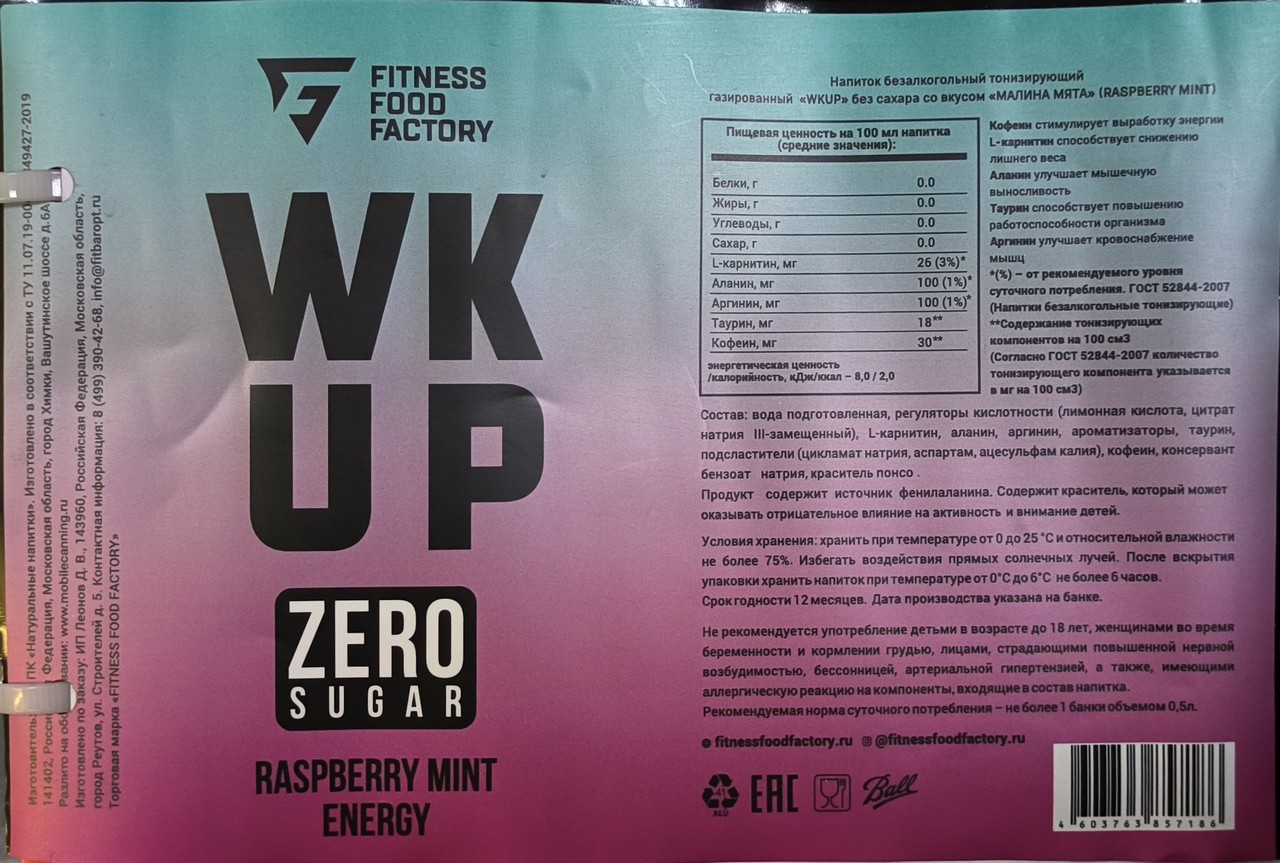 FITNESS
FOOD
FACTORY
WK
UP
ZERO
SUGAR
RASPBERRY MINT
ENERGY
Напиток безалкогольный тонизирующий
газированный «WKUP» без сахара со вкусом «МАЛИНА МЯТА» (RASPBERRY MINT)
Пищевая ценность на 100 мл напитка
(средние значения):
Белки, г 0.0
Жиры, г 0.0
Углеводы, г 0.0
Сахар, г 0.0
L-карнитин, мг 26 (3%)*
Аланин, мг 100 (1%)*
Аргинин, мг 100 (1%)*
Таурин, мг 18**
Кофеин, мг 30**
энергетическая ценность
/калорийность, кДж/ккал – 8,0 / 2,0
Кофеин стимулирует выработку энергии
L-карнитин способствует снижению
лишнего веса
Аланин улучшает мышечную
выносливость
Таурин способствует повышению
работоспособности организма
Аргинин улучшает кровоснабжение
мышц
*(%) – от рекомендуемого уровня
суточного потребления. ГОСТ 52844-2007
(Напитки безалкогольные тонизирующие)
**Содержание тонизирующих
компонентов на 100 см3
(Согласно ГОСТ 52844-2007 количество
тонизирующего компонента указывается
в мг на 100 см3)
Состав: вода подготовленная, регуляторы кислотности (лимонная кислота, цитрат
натрия III-замещенный), L-карнитин, аланин, аргинин, ароматизаторы, таурин,
подсластители (цикламат натрия, аспартам, ацесульфам калия), кофеин, консервант
бензоат натрия, краситель понсо .
Продукт содержит источник фенилаланина. Содержит краситель, который может
оказывать отрицательное влияние на активность и внимание детей.
Условия хранения: хранить при температуре от 0 до 25 °С и относительной влажности
не более 75%. Избегать воздействия прямых солнечных лучей. После вскрытия
упаковки хранить напиток при температуре от 0°С до 6°С не более 6 часов.
Срок годности 12 месяцев. Дата производства указана на банке.
Не рекомендуется употребление детьми в возрасте до 18 лет, женщинами во время
беременности и кормлении грудью, лицами, страдающими повышенной нервной
возбудимостью, бессонницей, артериальной гипертензией, а также, имеющими
аллергическую реакцию на компоненты, входящие в состав напитка.
Рекомендуемая норма суточного потребления – не более 1 банки объемом 0,5л.
fitnessfoodfactory.ru @fitnessfoodfactory.ru
41
ALU
EAC
Ball
4 603763 857186
ПК «Натуральные напитки». Изготовлено в соответствии с ТУ 11.07.19-00 49427-2019
141402, Федерация, Московская область, город Химки, Вашутинское шоссе д.6А
Разлито на www.mobilecanning.ru
Изготовлено по заказу: ИП Леонов Д. В., 143960, Российская Федерация, Московская область,
город Реутов, ул. Строителей д. 5. Контактная информация: 8 (499) 390-42-68, info@fitbaropt.ru
Торговая марка «FITNESS FOOD FACTORY»